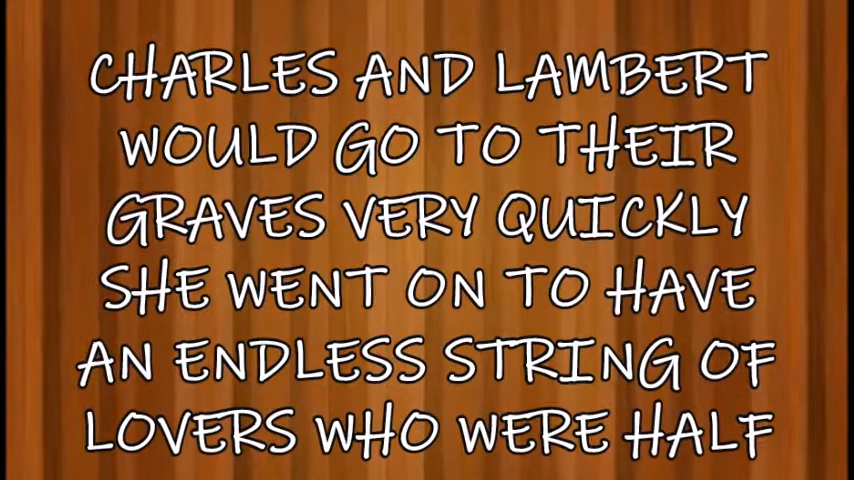 CHARLES AND LAMBERT
WOULD GO TO THEIR
GRAVES VERY QUICKLY
SHE WENT ON TO HAVE
AN ENDLESS STRING OF
LOVERS WHO WERE HALF